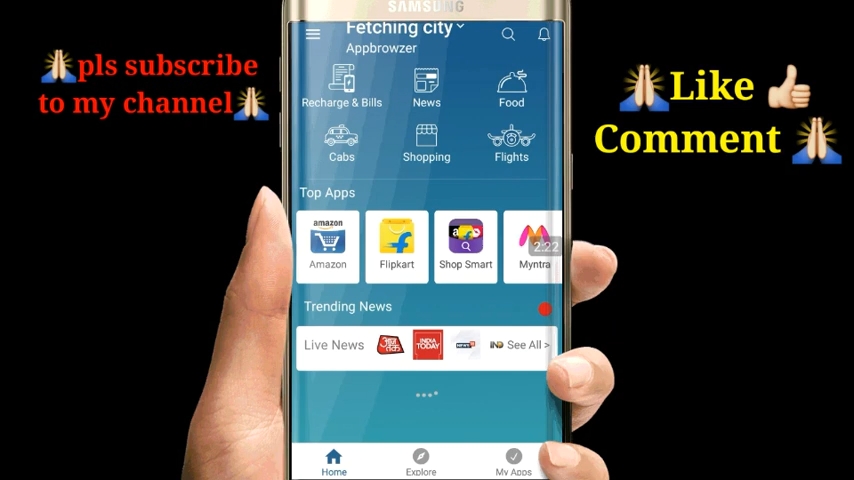 SAMSUNG
Fetching city
Appbrowzer
🙏pls subscribe
to my channel🙏
🙏Like 👍
Comment 🙏
Recharge & Bills
News
Food
Cabs
Shopping
Flights
Top Apps
amazon
Amazon
Flipkart
Shop Smart
Myntra
2:22
Trending News
Live News
आज तक
INDIA
TODAY
See All >
Home
Explore
My Apps